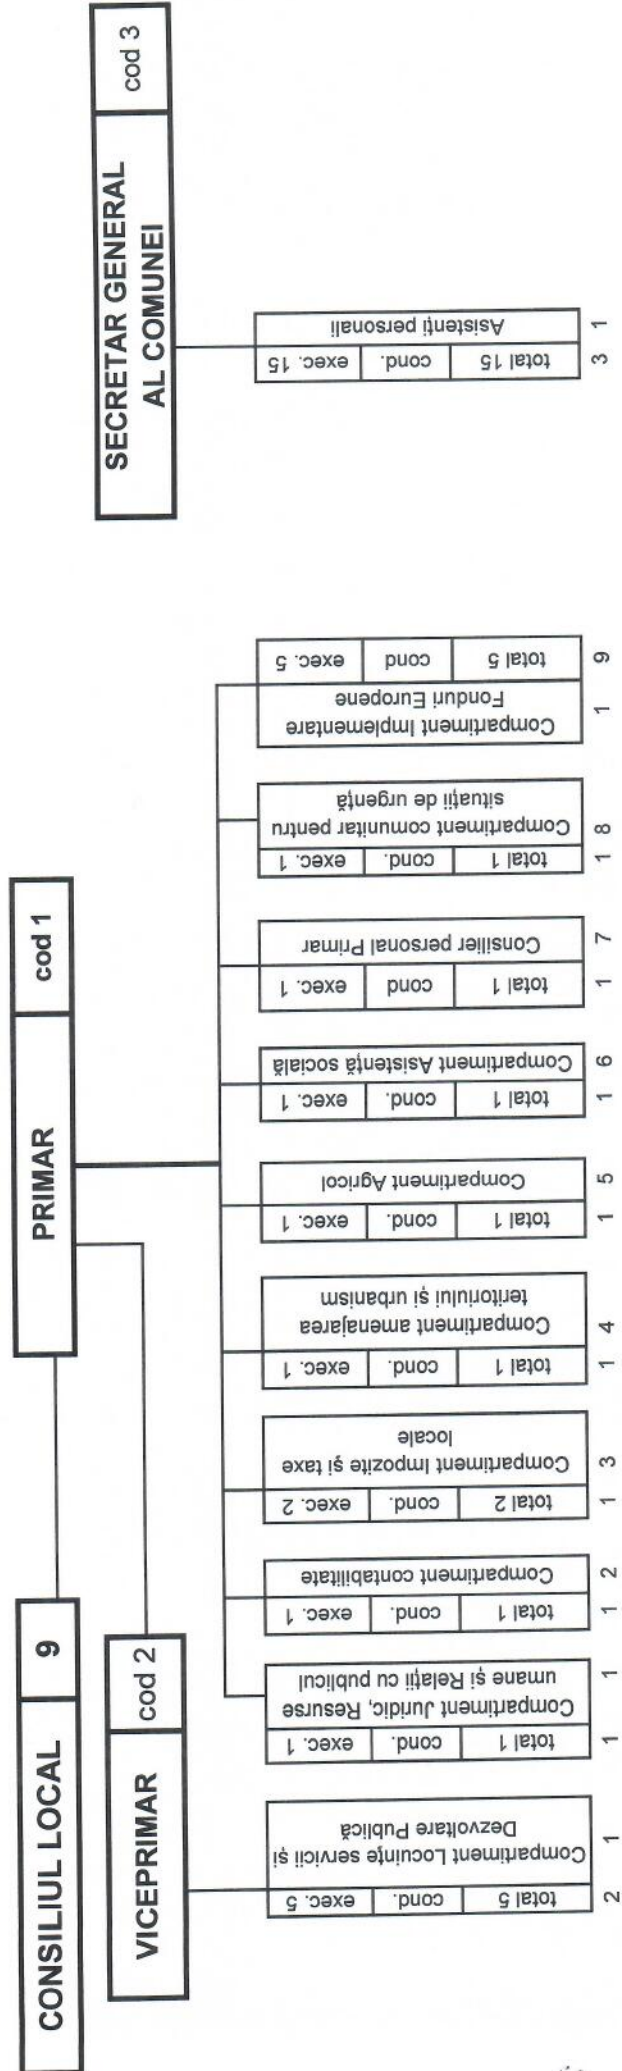 CONSILIUL LOCAL 9
PRIMAR cod 1
VICEPRIMAR cod 2
SECRETAR GENERAL
AL COMUNEI
cod 3
Compartiment Locuințe servicii și
Dezvoltare Publică
total 5 cond. exec. 5
2 1
Compartiment Juridic, Resurse
umane și Relații cu publicul
total 1 cond. exec. 1
1 1
Compartiment contabilitate
total 1 cond. exec. 1
1 2
Compartiment Impozite și taxe
locale
total 2 cond. exec. 2
1 3
Compartiment amenajarea
teritoriului și urbanism
total 1 cond. exec. 1
1 4
Compartiment Agricol
total 1 cond. exec. 1
1 5
Compartiment Asistență socială
total 1 cond. exec. 1
1 6
Consilier personal Primar
total 1 cond exec. 1
1 7
Compartiment comunitar pentru
situații de urgență
total 1 cond. exec. 1
1 8
Compartiment Implementare
Fonduri Europene
total 5 cond exec. 5
1 9
Asistenți personali
total 15 cond. exec. 15
3 1